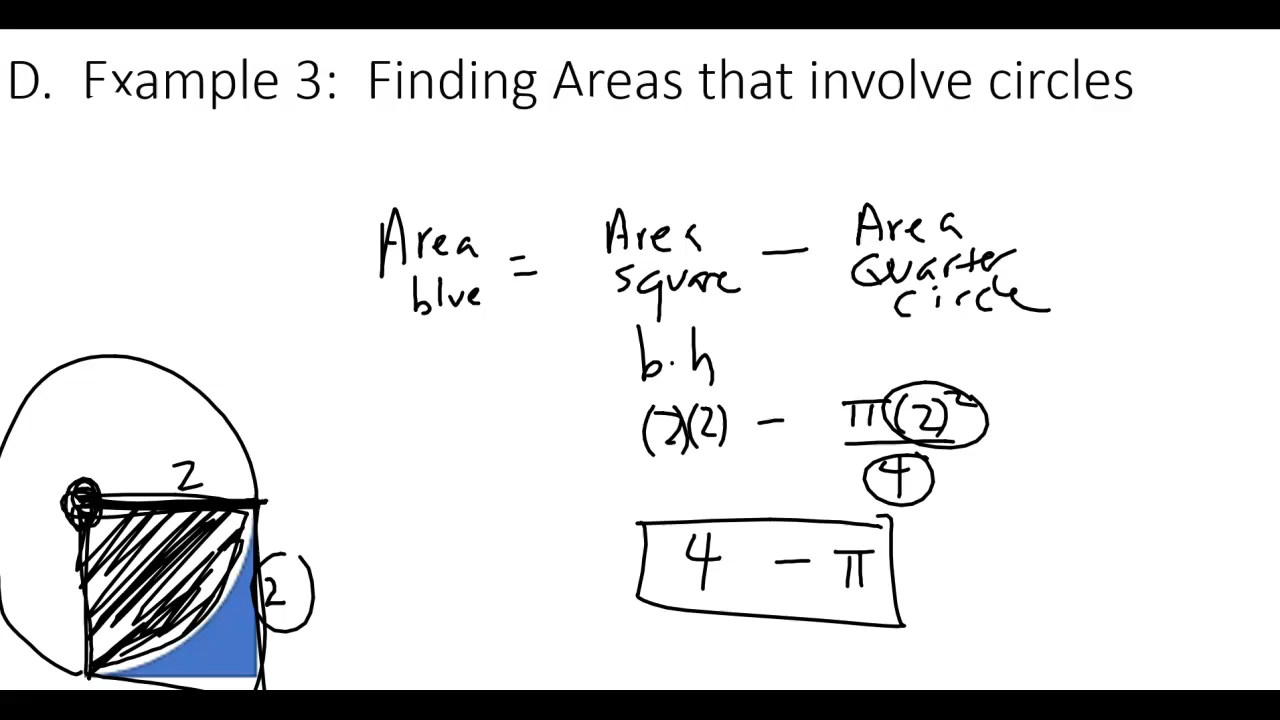 D. Example 3: Finding Areas that involve circles
Area blue = Area square − Area Quarter circle
b·h
(2)(2) − π(2)²
4
2
4 − π
2